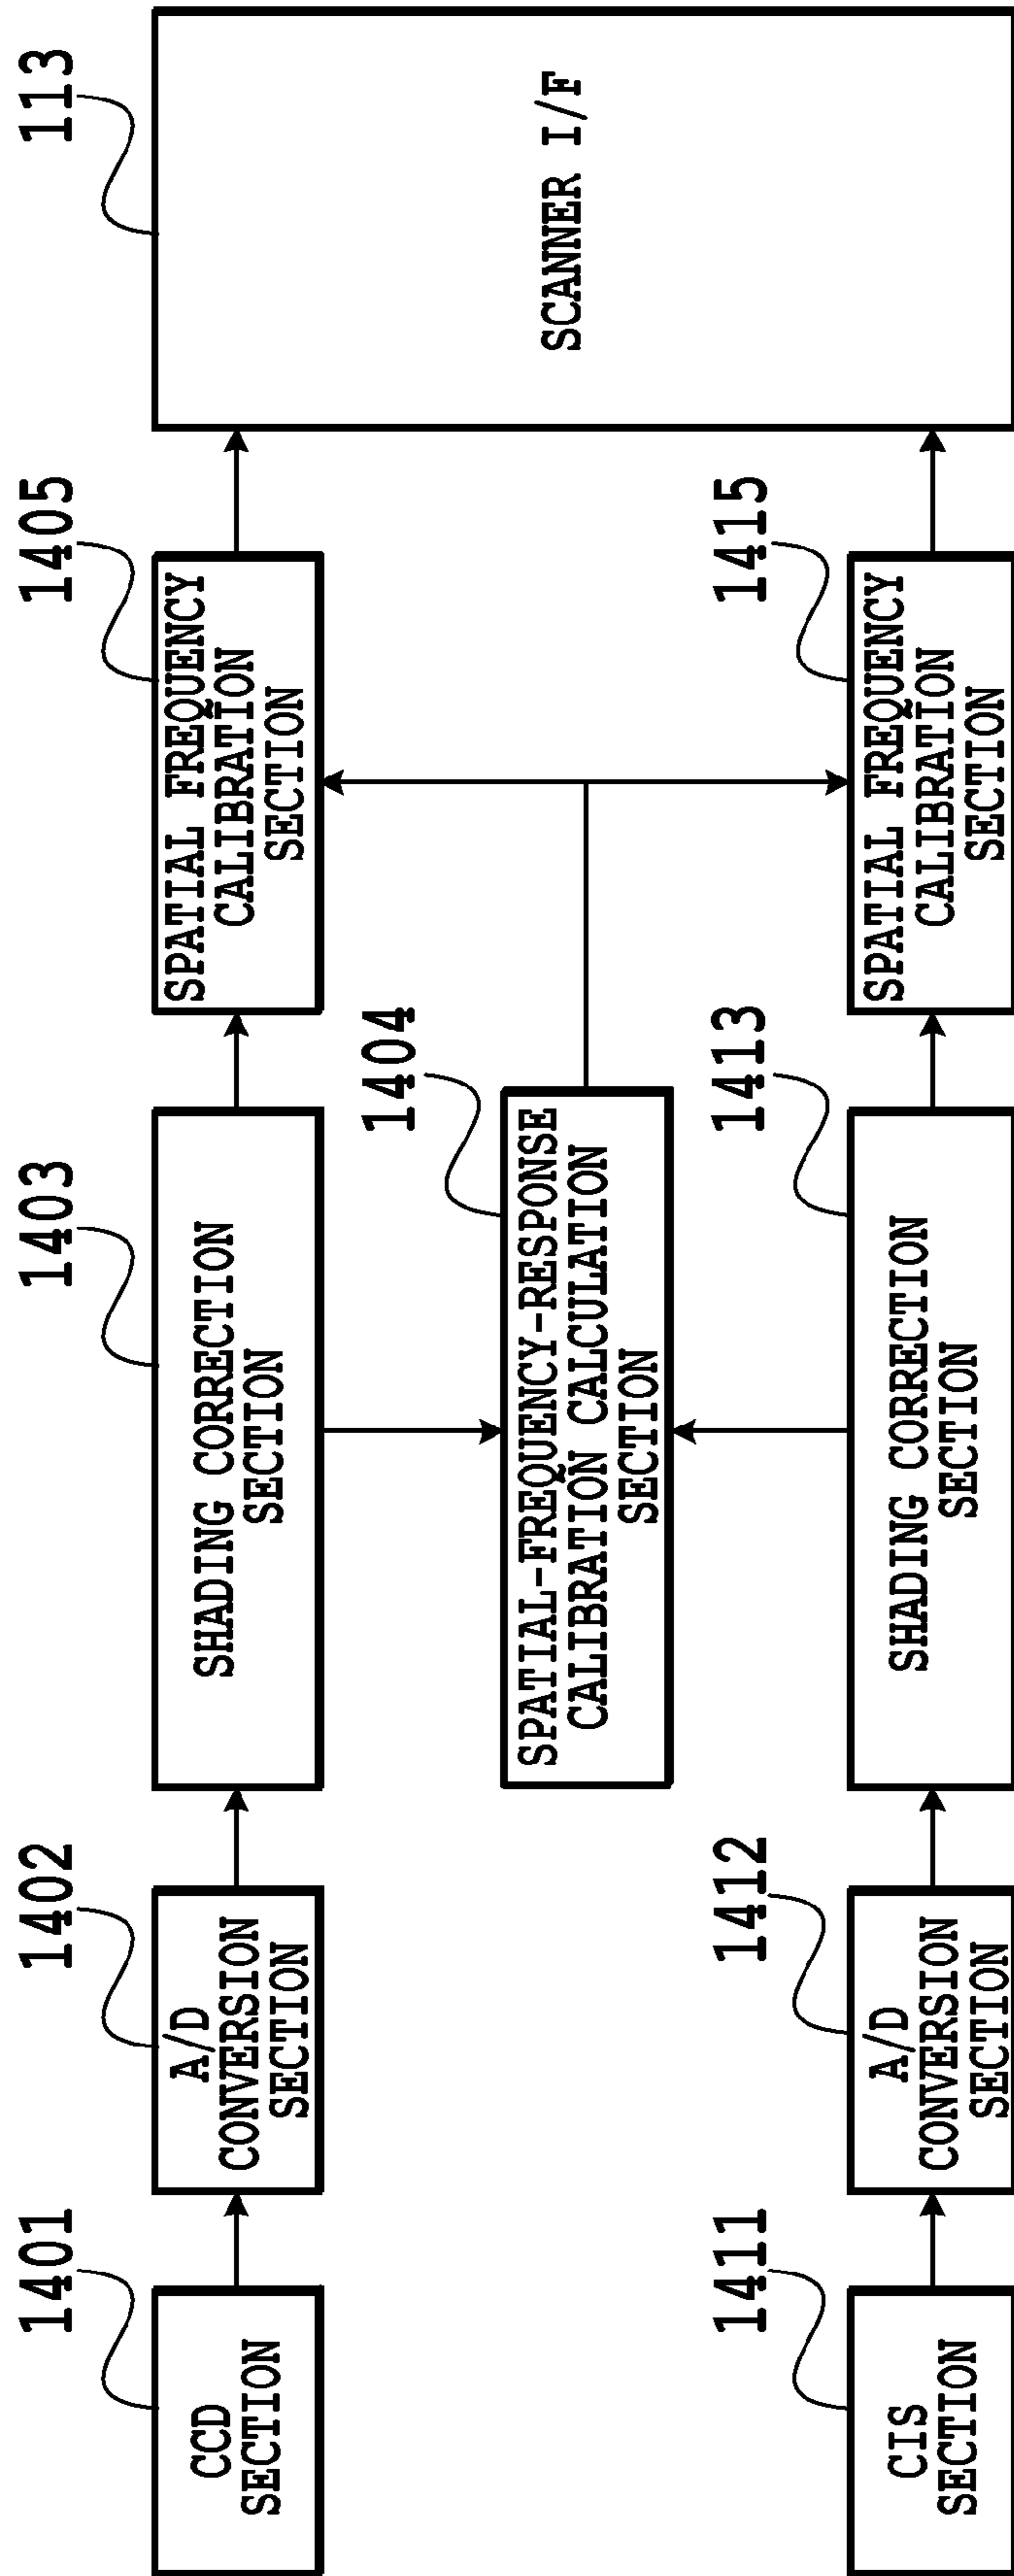 1401
CCD
SECTION
1402
A/D
CONVERSION
SECTION
1403
SHADING CORRECTION
SECTION
1405
SPATIAL FREQUENCY
CALIBRATION
SECTION
113
SCANNER I/F
1404
SPATIAL-FREQUENCY-RESPONSE
CALIBRATION CALCULATION
SECTION
1411
CIS
SECTION
1412
A/D
CONVERSION
SECTION
1413
SHADING CORRECTION
SECTION
1415
SPATIAL FREQUENCY
CALIBRATION
SECTION